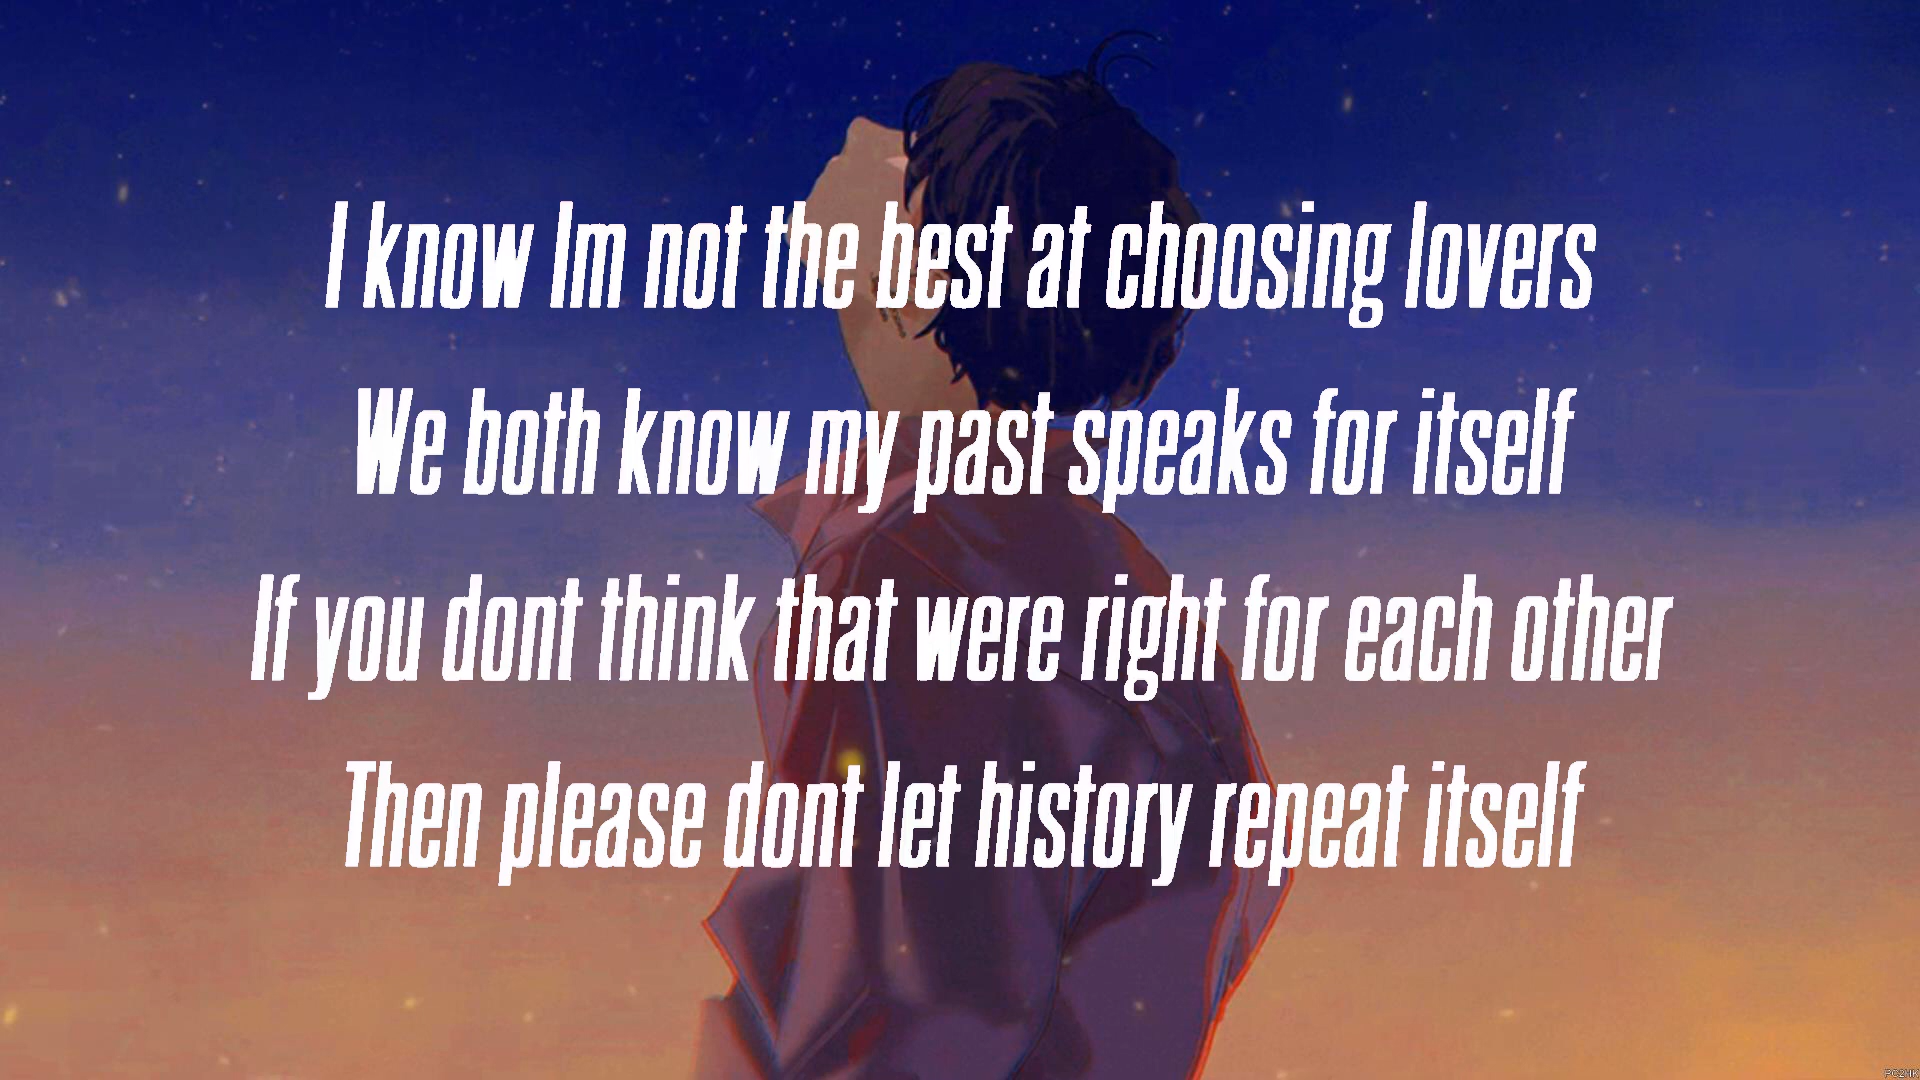 I know Im not the best at choosing lovers
We both know my past speaks for itself
If you dont think that were right for each other
Then please dont let history repeat itself
PC2HK